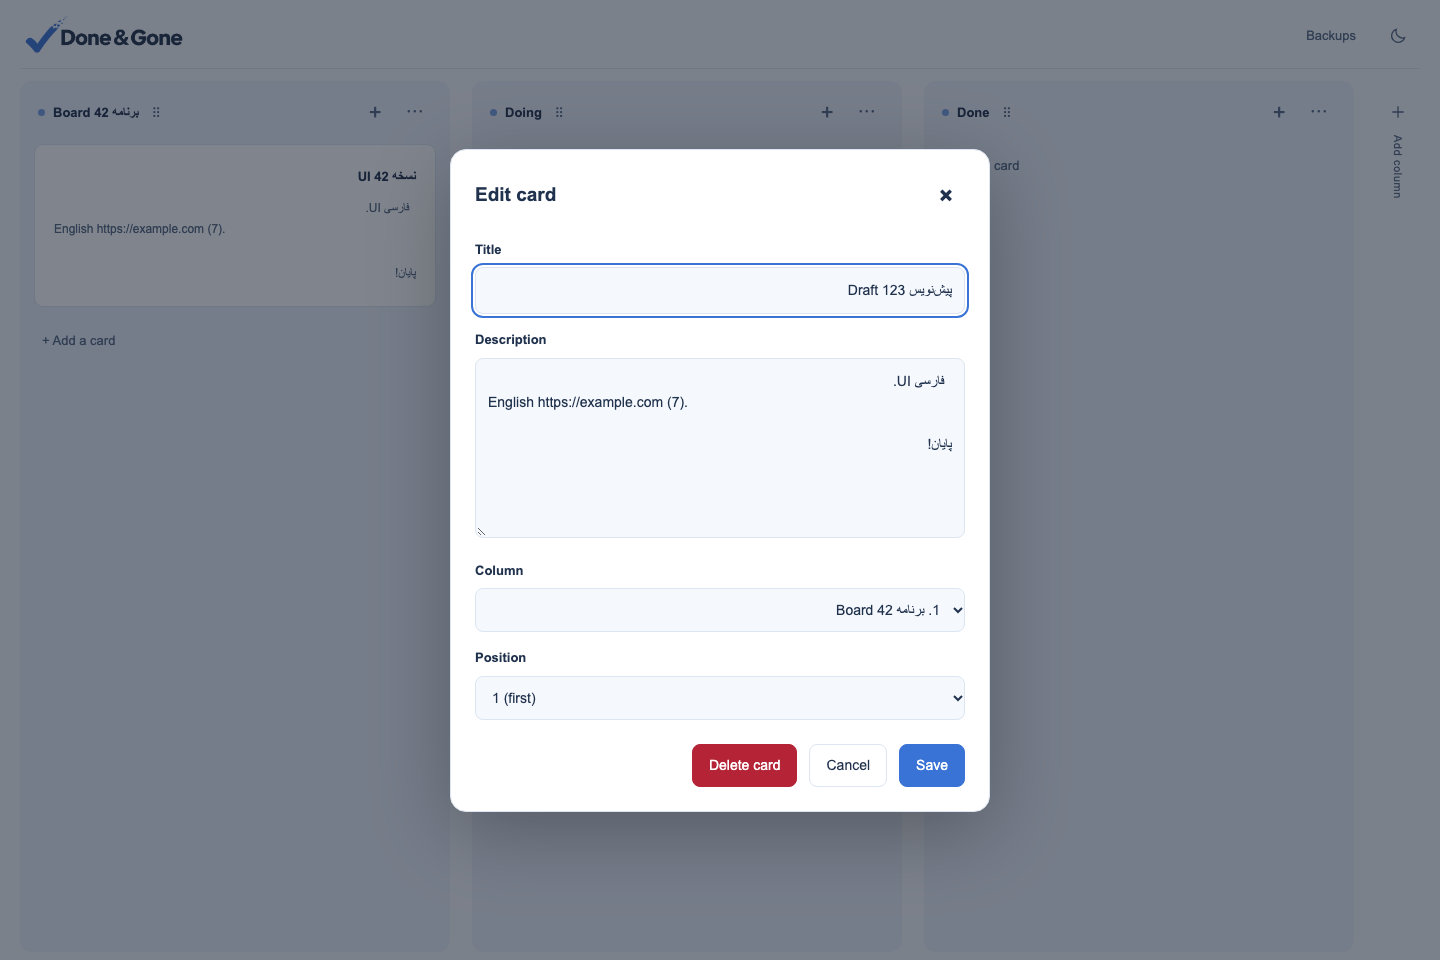 Done & Gone
Backups
برنامه Board 42
Doing
Done
نسخه UI 42
فارسی UI.
English https://example.com (7).
پایان!
+ Add a card
card
Add column
Edit card
Title
پیش‌نویس Draft 123
Description
فارسی UI.
English https://example.com (7).
پایان!
Column
1. برنامه Board 42
Position
1 (first)
Delete card
Cancel
Save